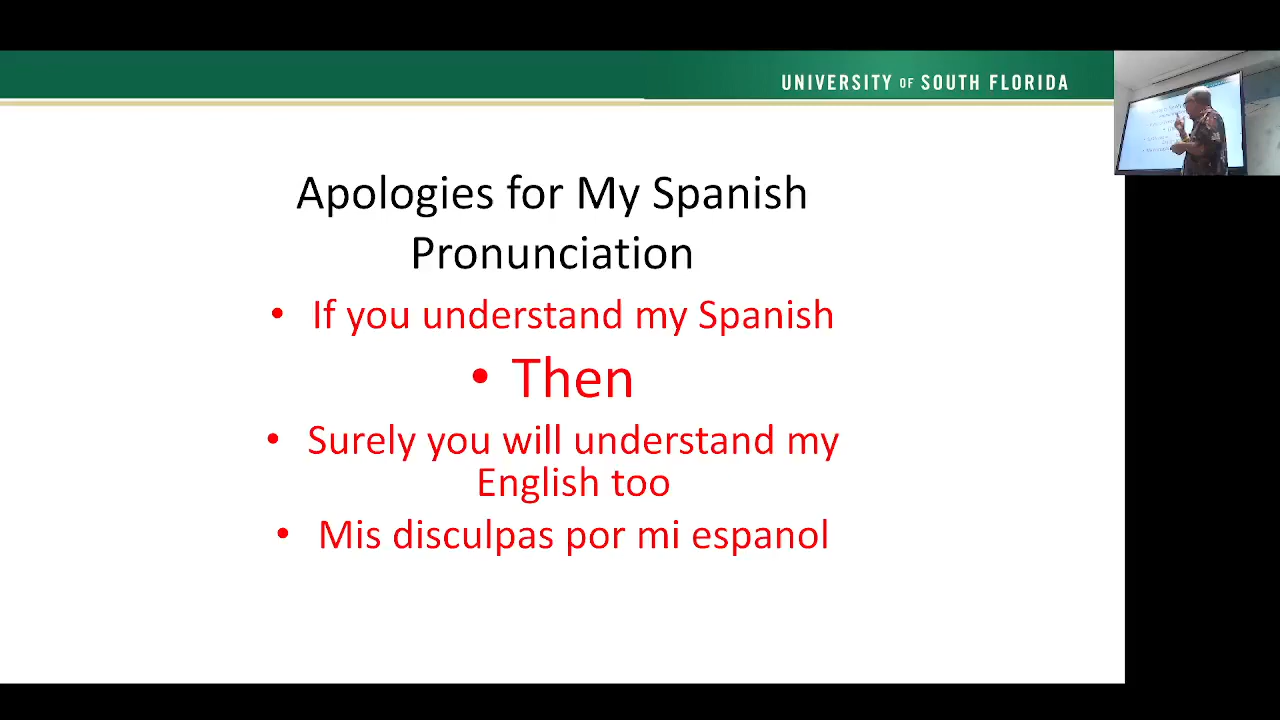 UNIVERSITY OF SOUTH FLORIDA
Apologies for My Spanish
Pronunciation
• If you understand my Spanish
• Then
• Surely you will understand my
English too
• Mis disculpas por mi espanol